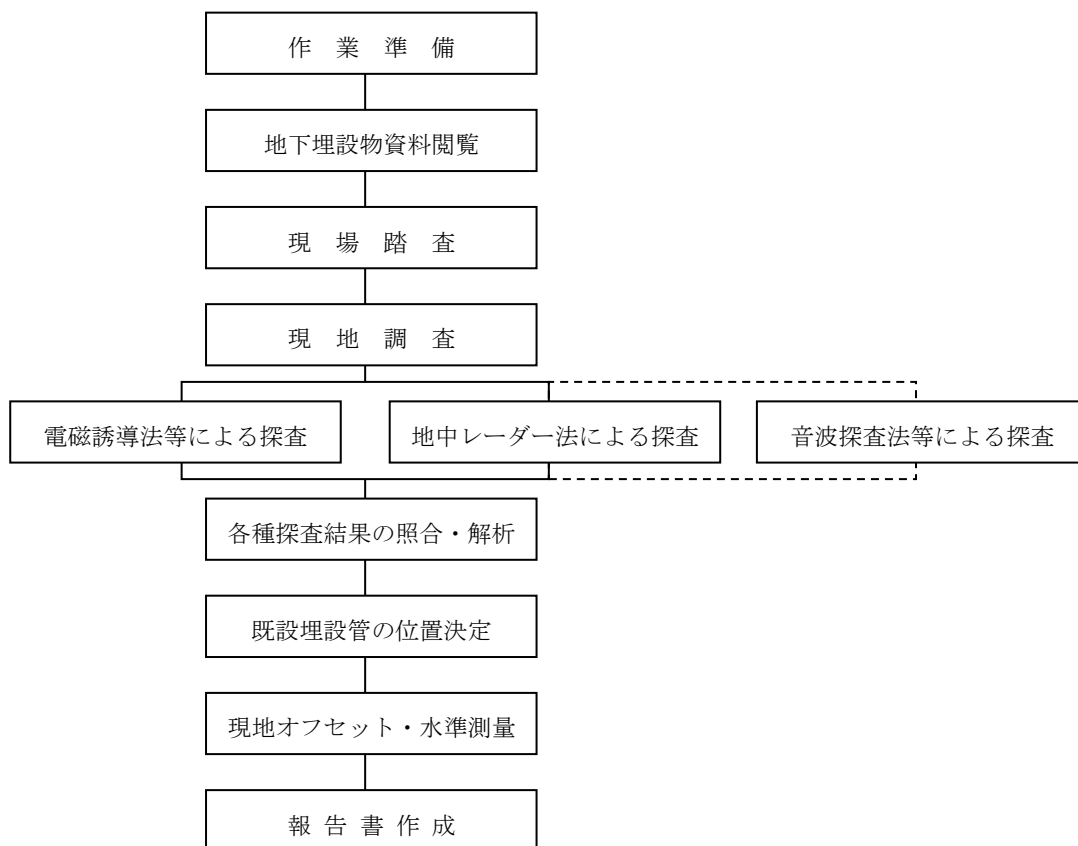 作　業　準　備
地下埋設物資料閲覧
現　場　踏　査
現　地　調　査
電磁誘導法等による探査
地中レーダー法による探査
音波探査法等による探査
各種探査結果の照合・解析
既設埋設管の位置決定
現地オフセット・水準測量
報 告 書 作 成